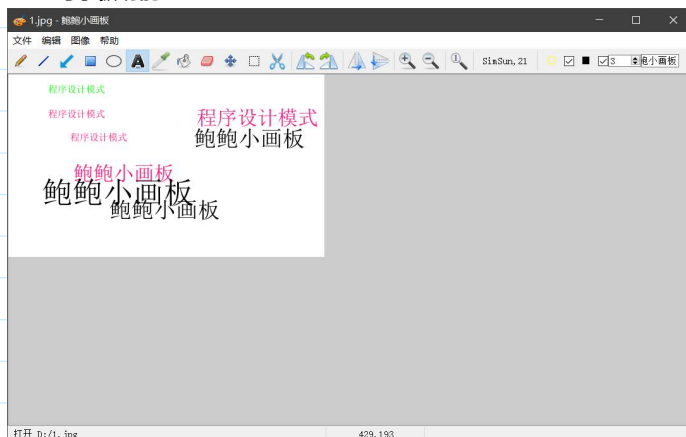 1.jpg - 鲍鲍小画板
文件 编辑 图像 帮助
A SimSun, 21 3 小画板
程序设计模式
程序设计模式
程序设计模式
程序设计模式
鲍鲍小画板
鲍鲍小画板
鲍鲍小画板
鲍鲍小画板
打开 D:/1.jpg 429,193